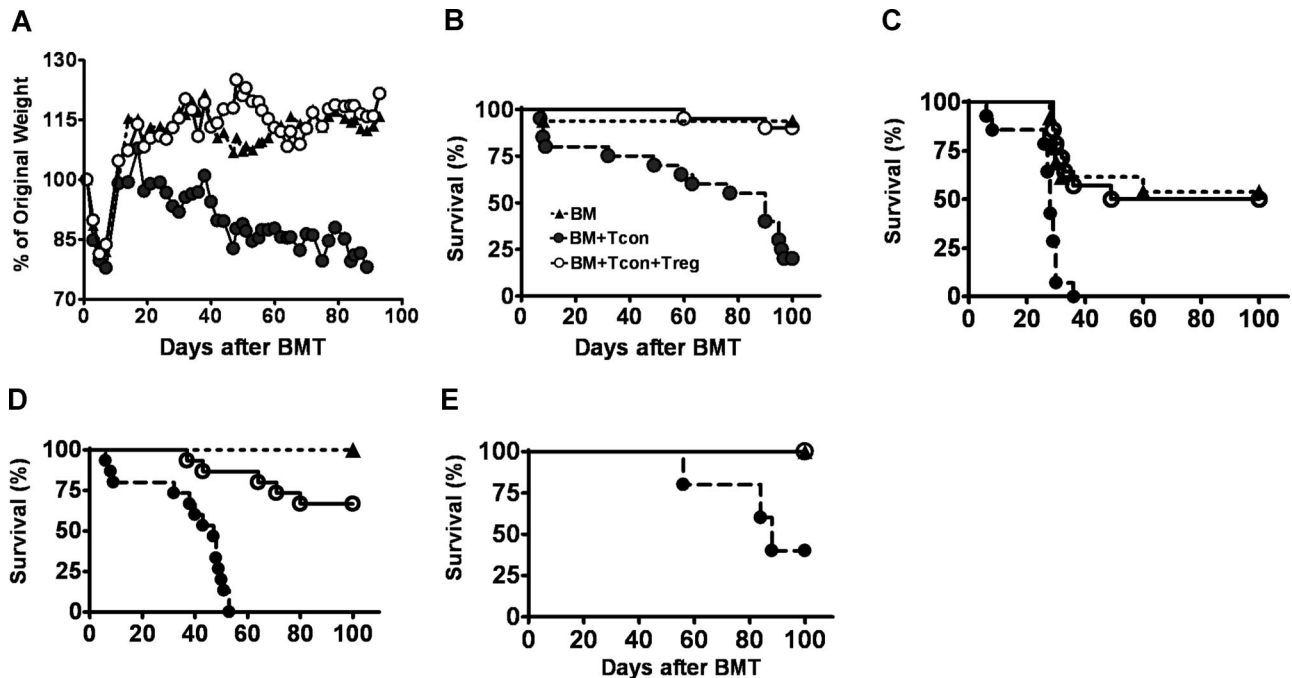 A
% of Original Weight
130
115
100
85
70
0 20 40 60 80 100
Days after BMT
B
Survival (%)
100
75
50
25
0
BM
BM+Tcon
BM+Tcon+Treg
0 20 40 60 80 100
Days after BMT
C
Survival (%)
100
75
50
25
0
0 20 40 60 80 100
D
Survival (%)
100
75
50
25
0
0 20 40 60 80 100
E
Survival (%)
100
75
50
25
0
0 20 40 60 80 100
Days after BMT